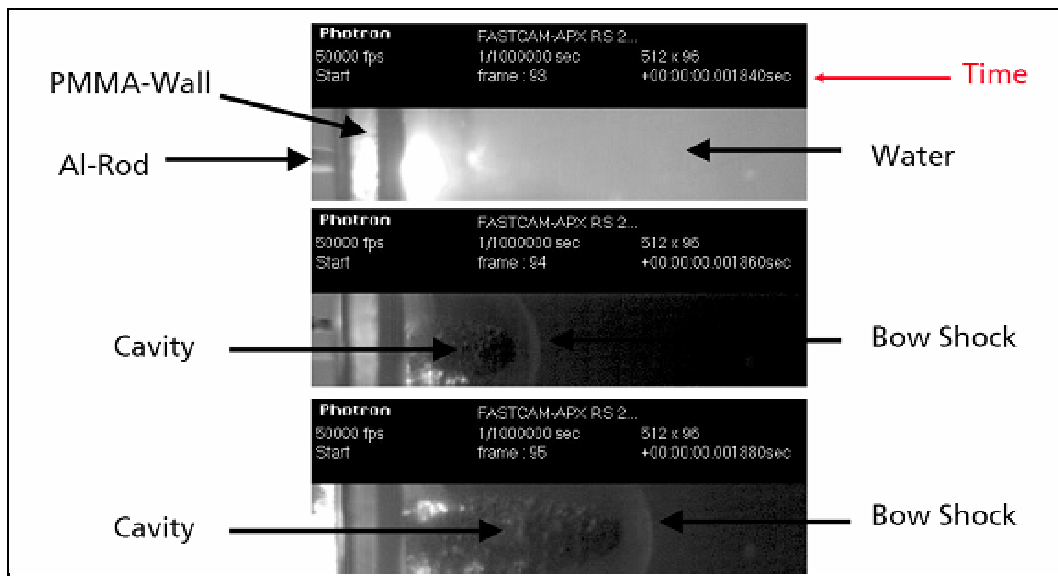 Photron FASTCAM-APX RS 2...
50000 fps 1/1000000 sec 512 x 96
Start frame : 93 +00:00:00.001840sec
Time
PMMA-Wall
Al-Rod
Water
Photron FASTCAM-APX RS 2...
50000 fps 1/1000000 sec 512 x 96
Start frame : 94 +00:00:00.001860sec
Cavity
Bow Shock
Photron FASTCAM-APX RS 2...
50000 fps 1/1000000 sec 512 x 96
Start frame : 95 +00:00:00.001880sec
Cavity
Bow Shock